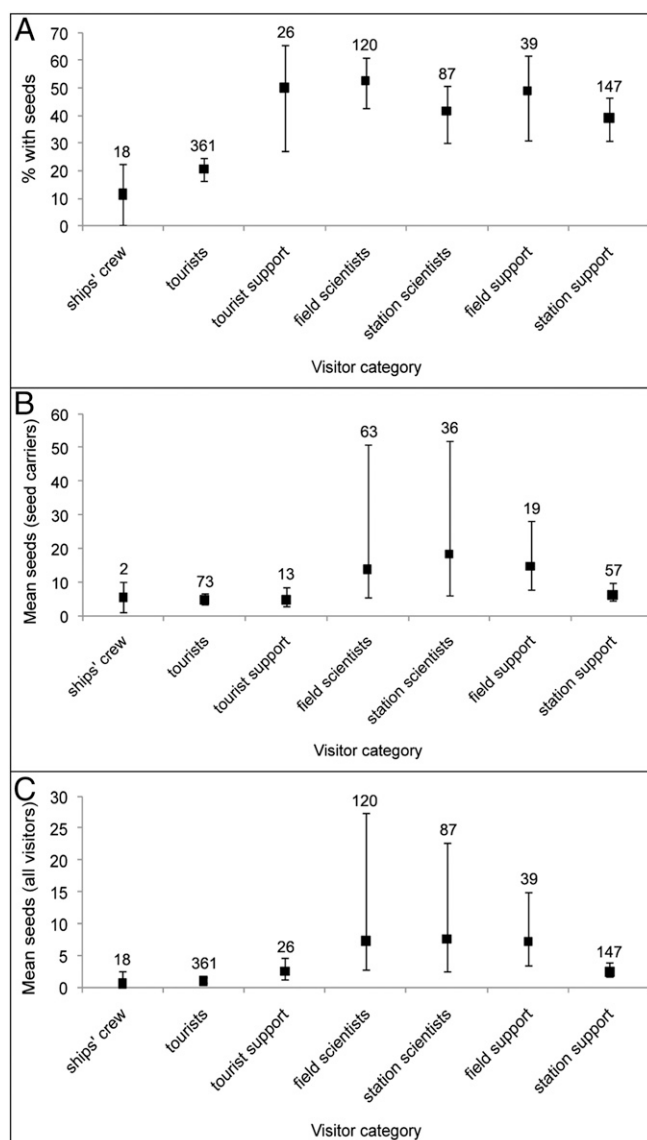 A
% with seeds
70
60
50
40
30
20
10
0
18
361
26
120
87
39
147
ships' crew
tourists
tourist support
field scientists
station scientists
field support
station support
Visitor category
B
Mean seeds (seed carriers)
60
50
40
30
20
10
0
2
73
13
63
36
19
57
ships' crew
tourists
tourist support
field scientists
station scientists
field support
station support
Visitor category
C
Mean seeds (all visitors)
30
25
20
15
10
5
0
18
361
26
120
87
39
147
ships' crew
tourists
tourist support
field scientists
station scientists
field support
station support
Visitor category